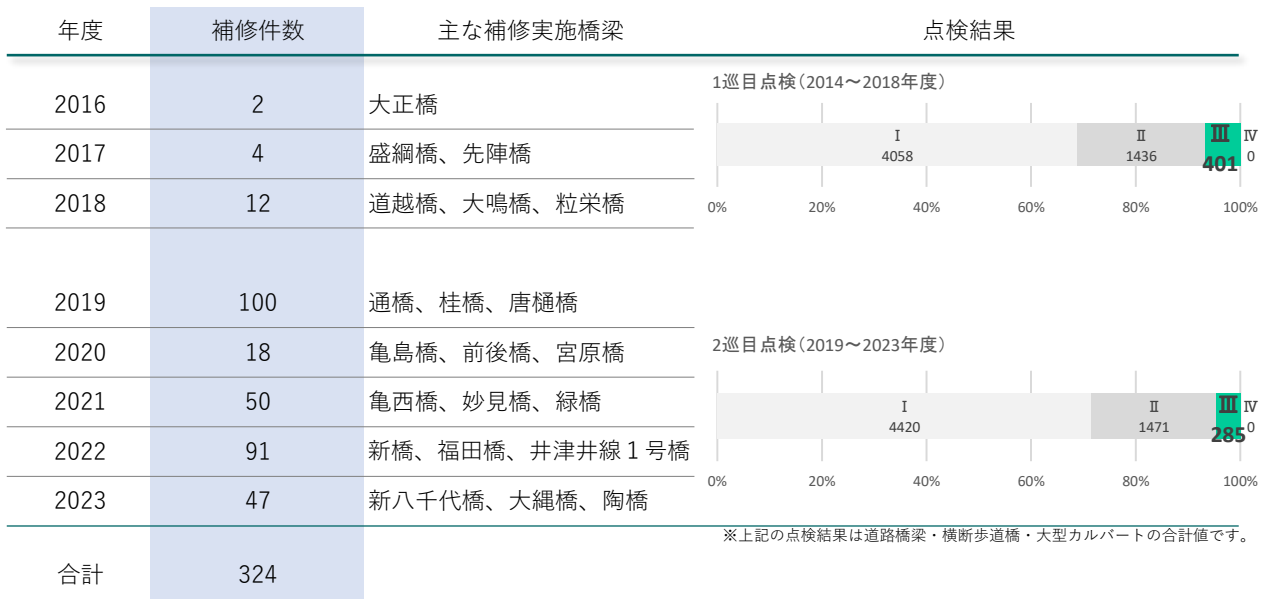 年度 補修件数 主な補修実施橋梁 点検結果
2016 2 大正橋
2017 4 盛綱橋、先陣橋
2018 12 道越橋、大鳴橋、粒栄橋
1巡目点検（2014～2018年度）
Ⅰ Ⅱ Ⅲ Ⅳ
4058 1436 401 0
0% 20% 40% 60% 80% 100%
2019 100 通橋、桂橋、唐樋橋
2020 18 亀島橋、前後橋、宮原橋
2021 50 亀西橋、妙見橋、緑橋
2022 91 新橋、福田橋、井津井線１号橋
2023 47 新八千代橋、大縄橋、陶橋
2巡目点検（2019～2023年度）
Ⅰ Ⅱ Ⅲ Ⅳ
4420 1471 285 0
0% 20% 40% 60% 80% 100%
※上記の点検結果は道路橋梁・横断歩道橋・大型カルバートの合計値です。
合計 324